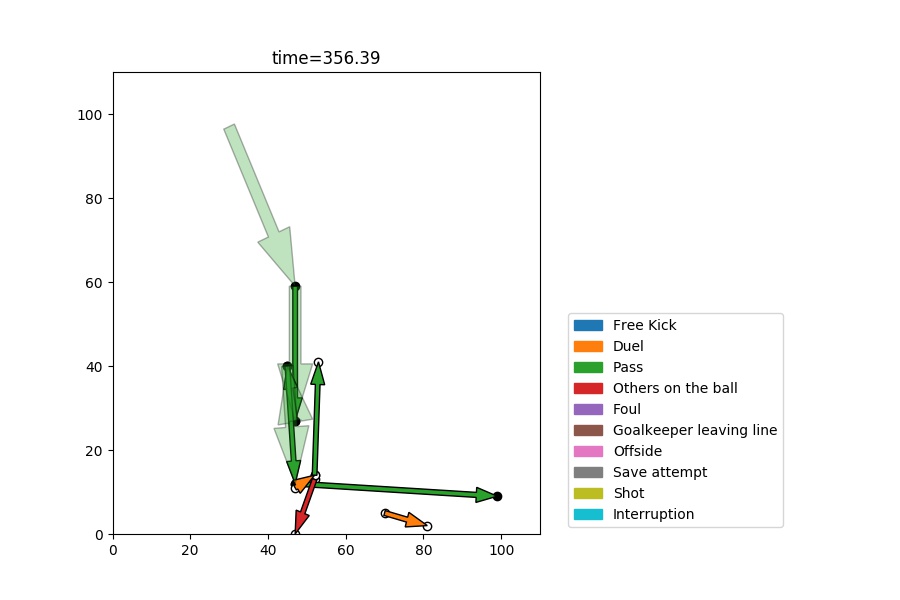 time=356.39
100
80
60
40
20
0
0 20 40 60 80 100
Free Kick
Duel
Pass
Others on the ball
Foul
Goalkeeper leaving line
Offside
Save attempt
Shot
Interruption